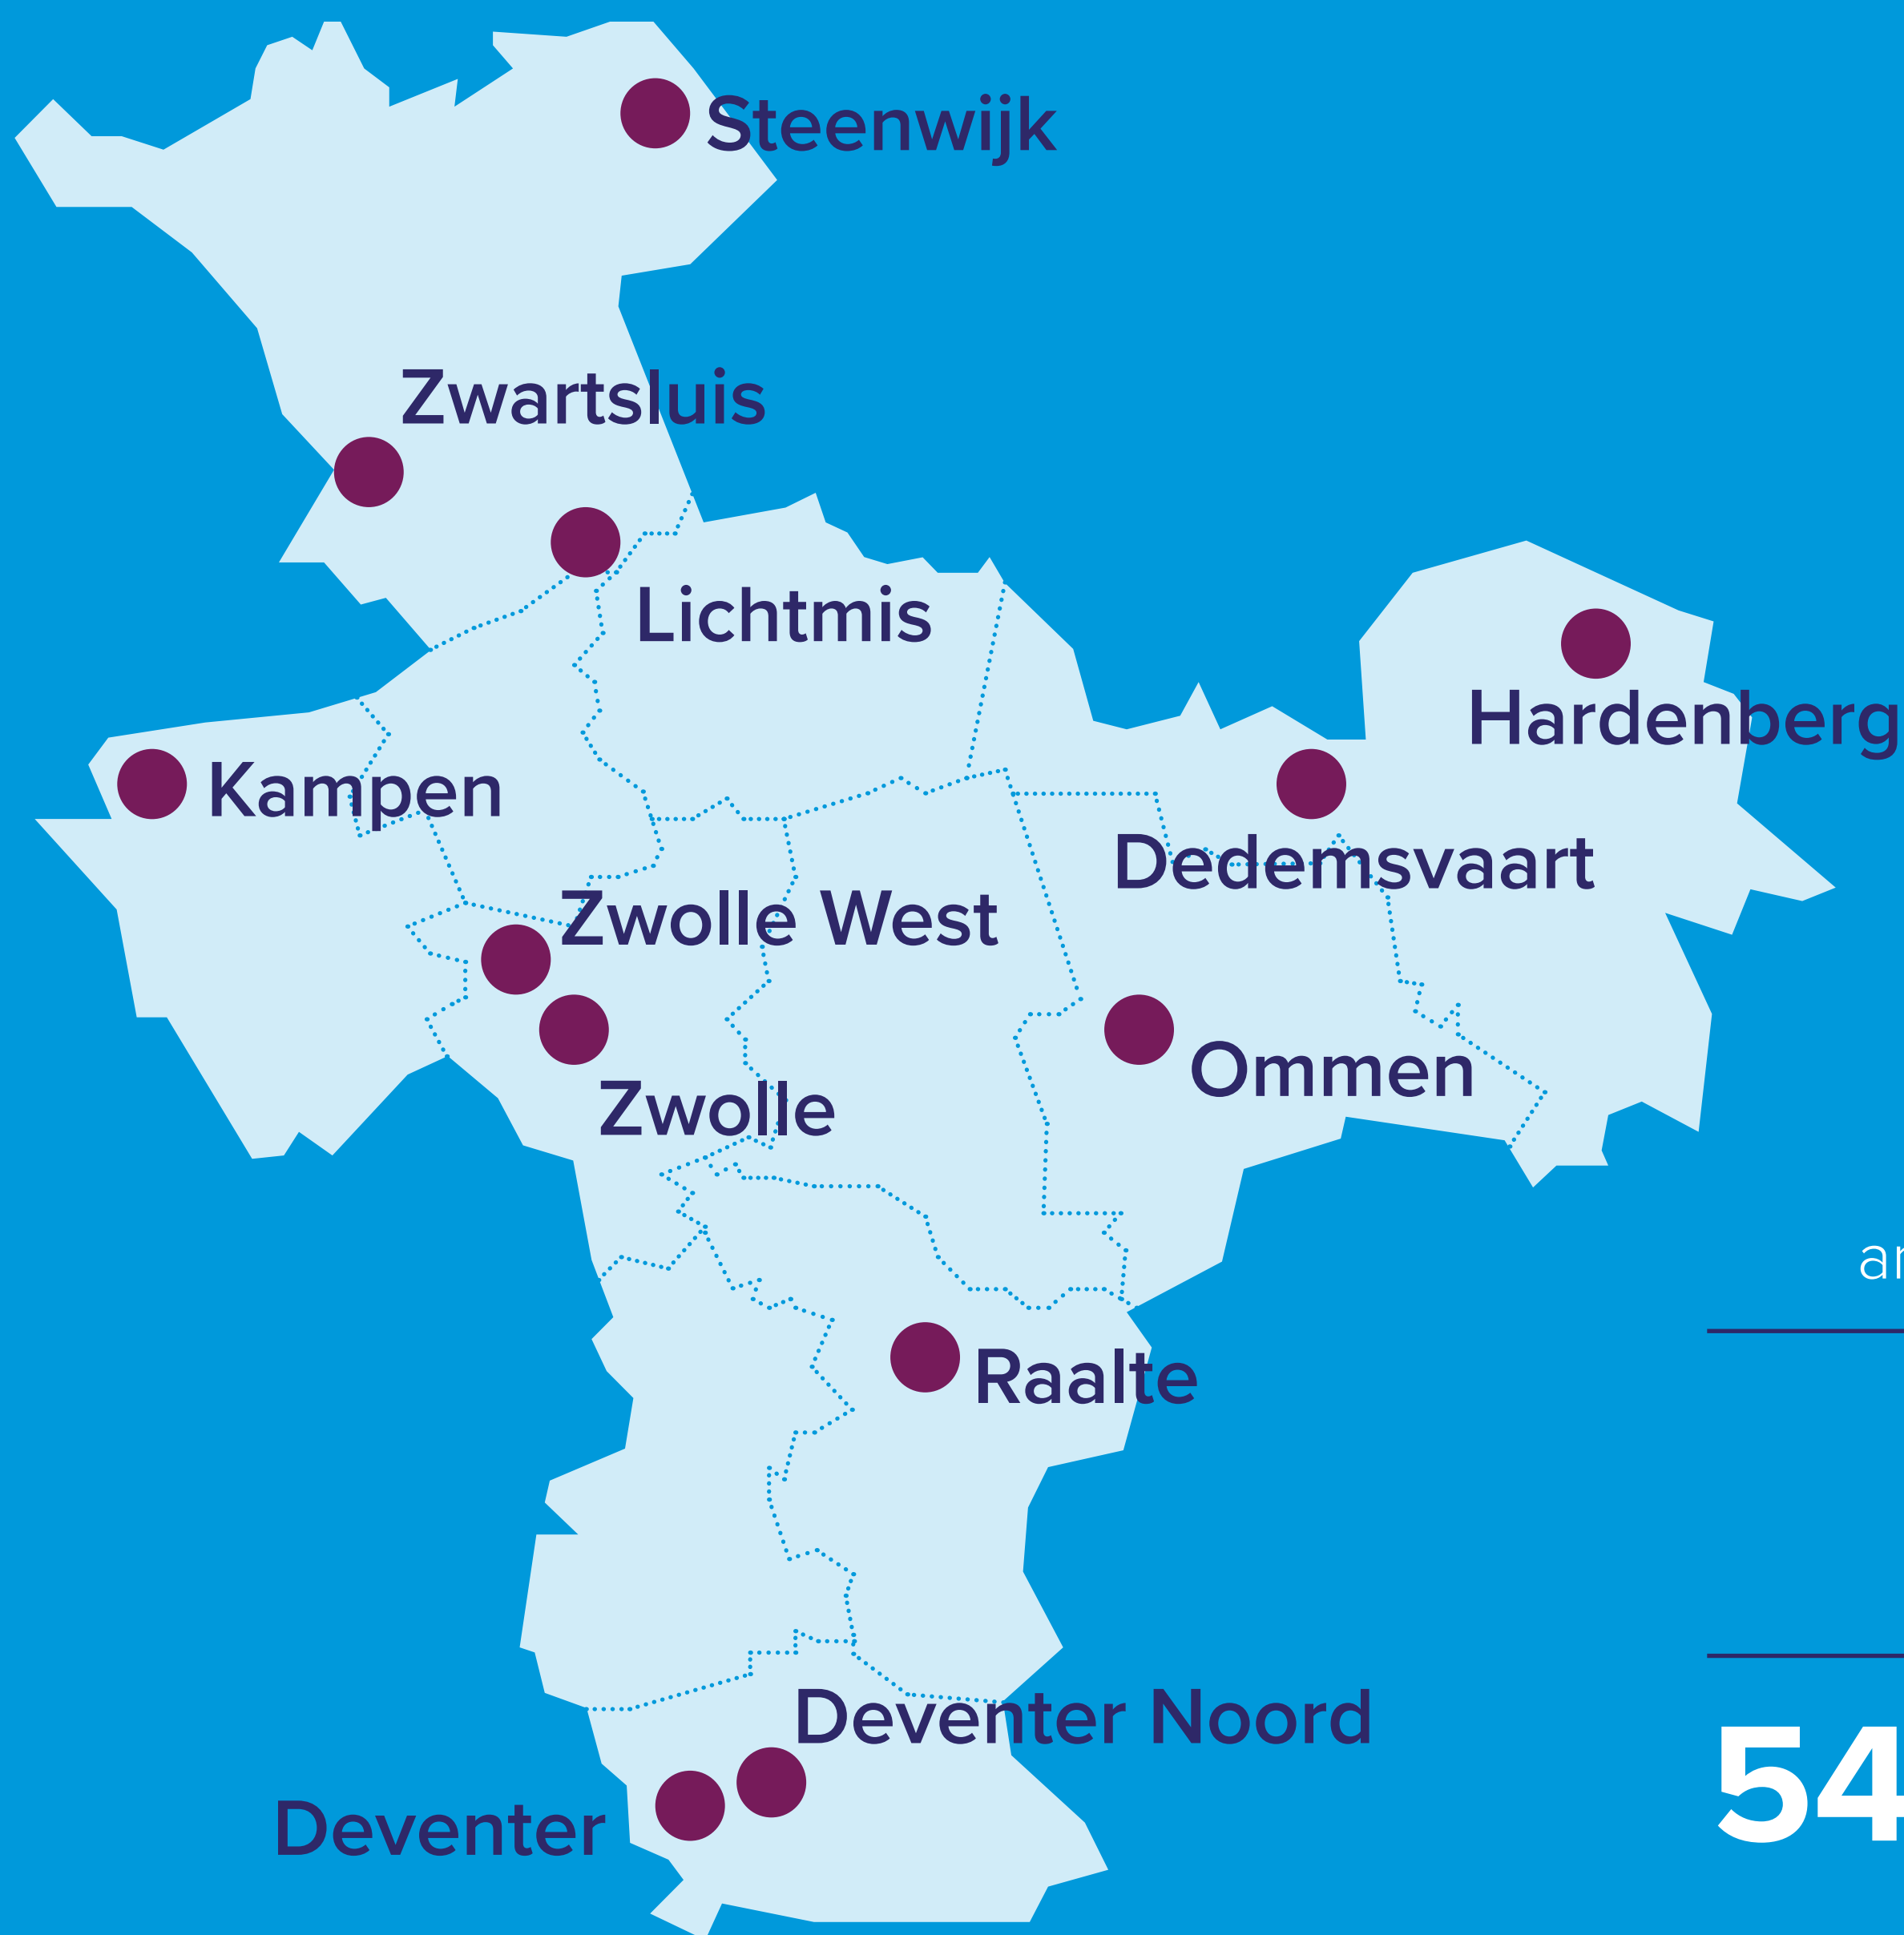 Steenwijk
Zwartsluis
Lichtmis
Hardenberg
Kampen
Dedemsvaart
Zwolle West
Ommen
Zwolle
Raalte
Deventer Noord
54
Deventer